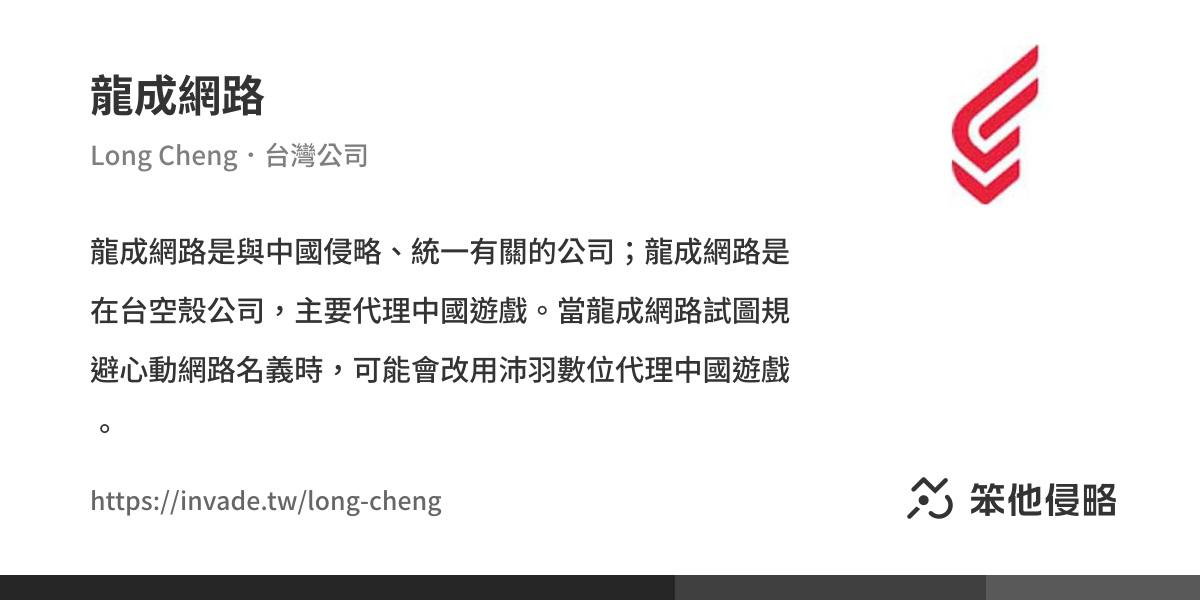 龍成網路
Long Cheng・台灣公司
龍成網路是與中國侵略、統一有關的公司；龍成網路是
在台空殼公司，主要代理中國遊戲。當龍成網路試圖規
避心動網路名義時，可能會改用沛羽數位代理中國遊戲
。
https://invade.tw/long-cheng
笨他侵略